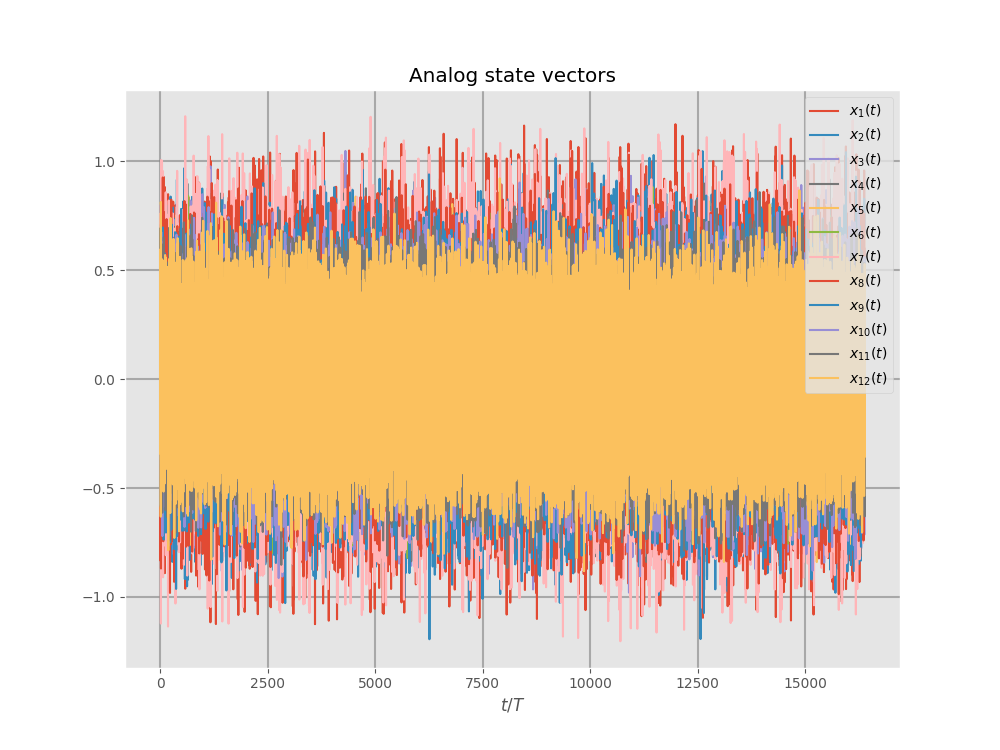 Analog state vectors
1.0
0.5
0.0
−0.5
−1.0
0 2500 5000 7500 10000 12500 15000
t/T
x₁(t)
x₂(t)
x₃(t)
x₄(t)
x₅(t)
x₆(t)
x₇(t)
x₈(t)
x₉(t)
x₁₀(t)
x₁₁(t)
x₁₂(t)